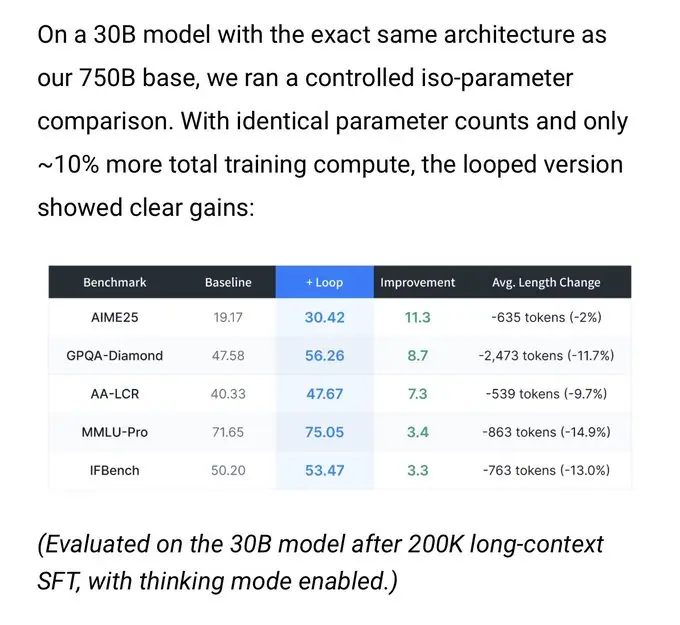 On a 30B model with the exact same architecture as
our 750B base, we ran a controlled iso-parameter
comparison. With identical parameter counts and only
~10% more total training compute, the looped version
showed clear gains:
Benchmark Baseline + Loop Improvement Avg. Length Change
AIME25 19.17 30.42 11.3 -635 tokens (-2%)
GPQA-Diamond 47.58 56.26 8.7 -2,473 tokens (-11.7%)
AA-LCR 40.33 47.67 7.3 -539 tokens (-9.7%)
MMLU-Pro 71.65 75.05 3.4 -863 tokens (-14.9%)
IFBench 50.20 53.47 3.3 -763 tokens (-13.0%)
(Evaluated on the 30B model after 200K long-context
SFT, with thinking mode enabled.)